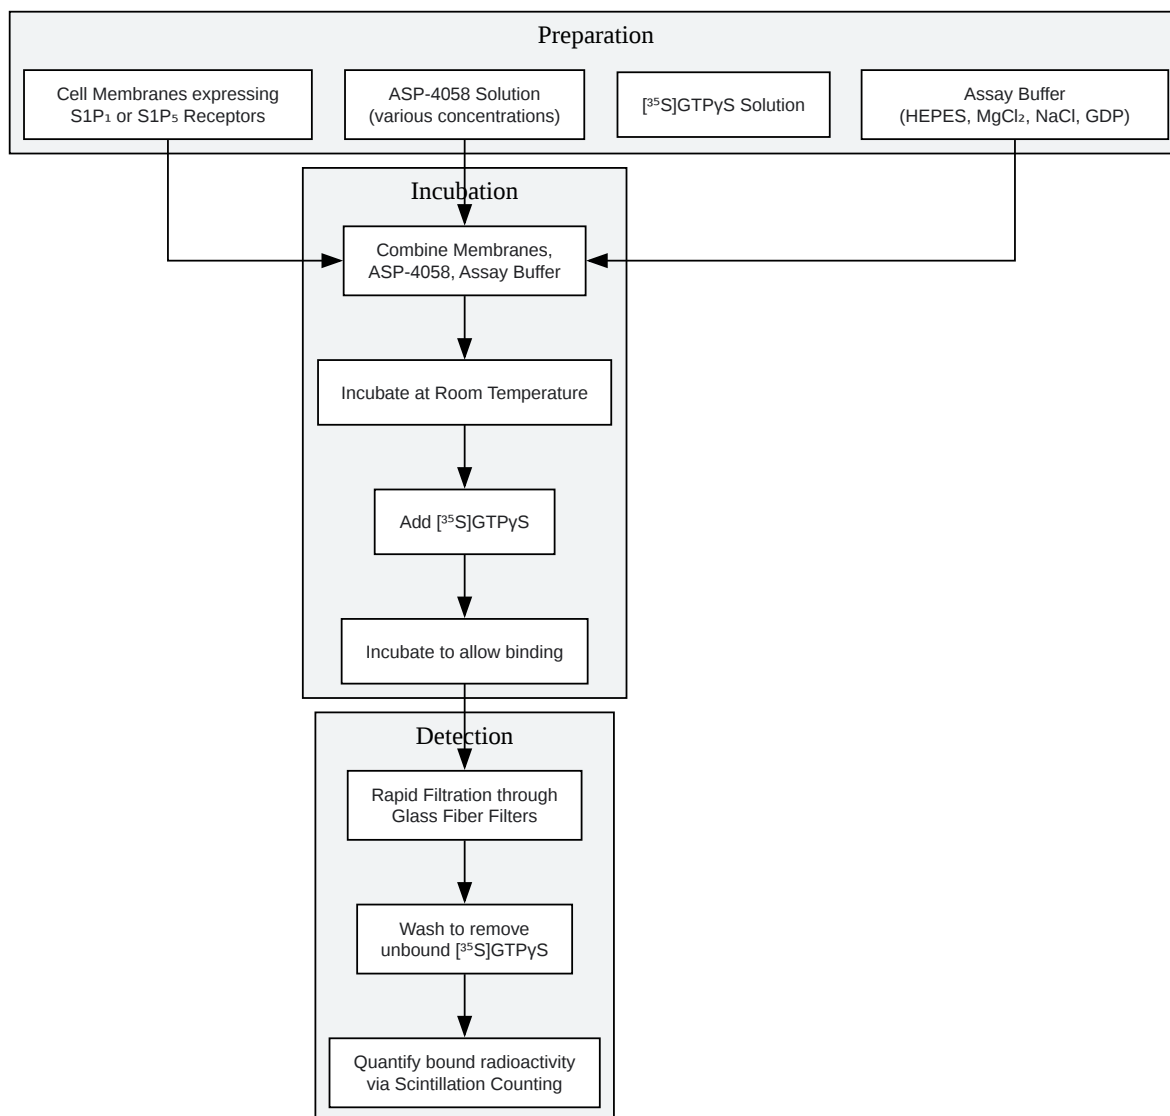 Preparation
Cell Membranes expressing
S1P₁ or S1P₅ Receptors
ASP-4058 Solution
(various concentrations)
[³⁵S]GTPγS Solution
Assay Buffer
(HEPES, MgCl₂, NaCl, GDP)
Incubation
Combine Membranes,
ASP-4058, Assay Buffer
Incubate at Room Temperature
Add [³⁵S]GTPγS
Incubate to allow binding
Detection
Rapid Filtration through
Glass Fiber Filters
Wash to remove
unbound [³⁵S]GTPγS
Quantify bound radioactivity
via Scintillation Counting